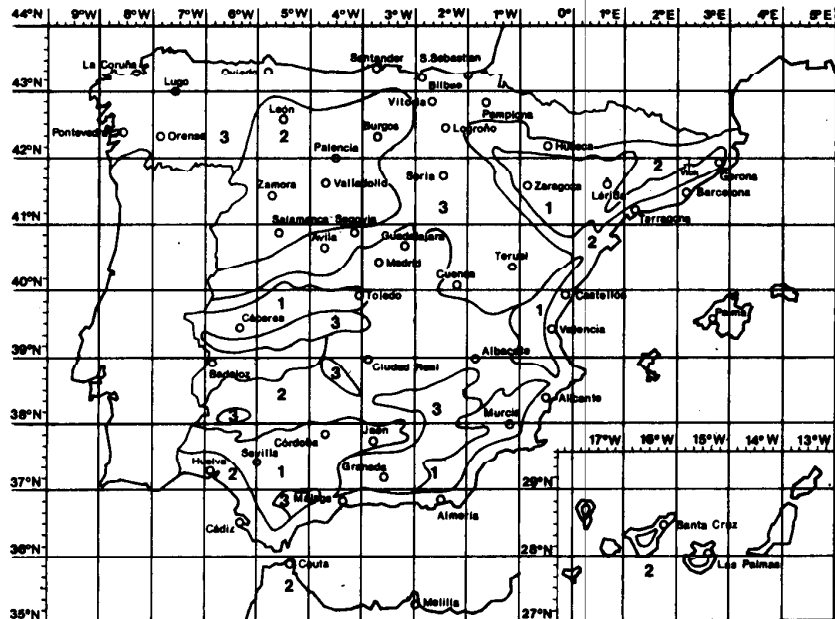 44°N 9°W 8°W 7°W 6°W 5°W 4°W 3°W 2°W 1°W 0° 1°E 2°E 3°E 5°E
La Coruña Santander S.Sebastian
43°N Oviedo Bilbao
Lugo Vitoria Pamplona
León
Pontevedra Orense 3 2 Burgos Logroño Huesca
42°N Palencia 2 Gerona
Zamora Valladolid Soria Zaragoza Lérida Barcelona
41°N 3 1 Tarragona
Salamanca Segovia 2
Avila Guadalajara Teruel
Madrid
40°N Cuenca
1 Toledo 1 Castellón
Cáceres 3 Valencia Palma
39°N Albacete
Badajoz Ciudad Real
2 3
Alicante
38°N 3 3 Murcia
Córdoba Jaén 17°W 16°W 15°W 14°W 13°W
Huelva Sevilla
37°N 2 1 Granada 1 29°N
3 Málaga Almería
Cádiz Santa Cruz
36°N 28°N
Ceuta 2 Las Palmas
2
35°N Melilla 27°N